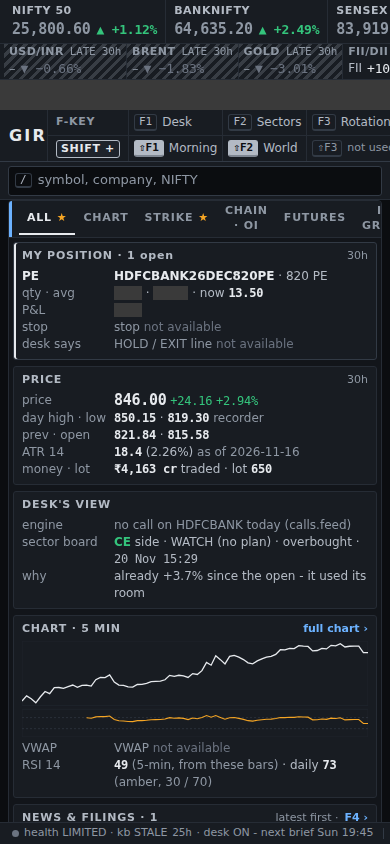 NIFTY 50 BANKNIFTY SENSEX
25,800.60 ▲ +1.12% 64,635.20 ▲ +2.49% 83,919
USD/INR LATE 30h BRENT LATE 30h GOLD LATE 30h FII/DII
– ▼ −0.66% – ▼ −1.83% – ▼ −3.01% FII +10
GIR F-KEY F1 Desk F2 Sectors F3 Rotation
SHIFT + ⇧F1 Morning ⇧F2 World ⇧F3 not used
/ symbol, company, NIFTY
ALL ★ CHART STRIKE ★ CHAIN · OI FUTURES
MY POSITION · 1 open 30h
PE HDFCBANK26DEC820PE · 820 PE
qty · avg · · now 13.50
P&L
stop stop not available
desk says HOLD / EXIT line not available
PRICE 30h
price 846.00 +24.16 +2.94%
day high · low 850.15 · 819.30 recorder
prev · open 821.84 · 815.58
ATR 14 18.4 (2.26%) as of 2026-11-16
money · lot ₹4,163 cr traded · lot 650
DESK'S VIEW
engine no call on HDFCBANK today (calls.feed)
sector board CE side · WATCH (no plan) · overbought ·
20 Nov 15:29
why already +3.7% since the open - it used its
room
CHART · 5 MIN full chart ›
VWAP VWAP not available
RSI 14 49 (5-min, from these bars) · daily 73
(amber, 30 / 70)
NEWS & FILINGS · 1 latest first · F4 ›
● health LIMITED · kb STALE 25h · desk ON - next brief Sun 19:45